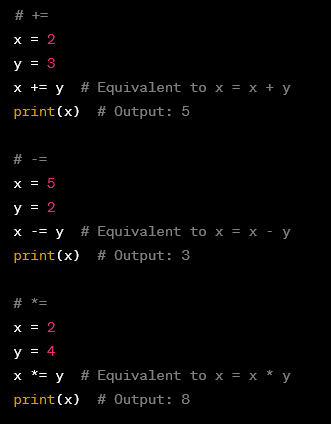 # +=
x = 2
y = 3
x += y  # Equivalent to x = x + y
print(x)  # Output: 5

# -=
x = 5
y = 2
x -= y  # Equivalent to x = x - y
print(x)  # Output: 3

# *=
x = 2
y = 4
x *= y  # Equivalent to x = x * y
print(x)  # Output: 8